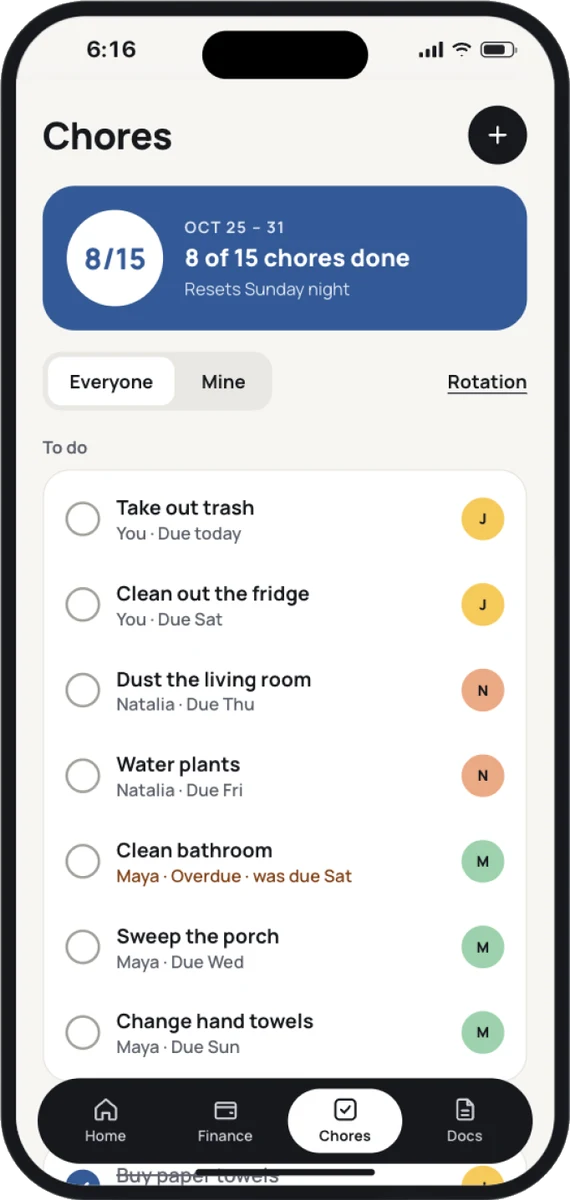 6:16
Chores
+
OCT 25 – 31
8/15
8 of 15 chores done
Resets Sunday night
Everyone
Mine
Rotation
To do
Take out trash
You · Due today
J
Clean out the fridge
You · Due Sat
J
Dust the living room
Natalia · Due Thu
N
Water plants
Natalia · Due Fri
N
Clean bathroom
Maya · Overdue · was due Sat
M
Sweep the porch
Maya · Due Wed
M
Change hand towels
Maya · Due Sun
M
Home
Finance
Chores
Docs
Buy paper towels
J